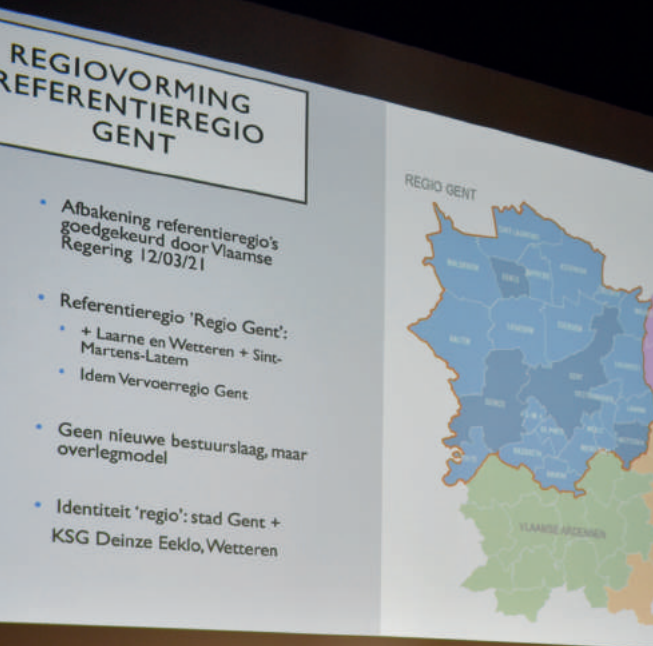 REGIOVORMING
REFERENTIEREGIO
GENT
• Afbakening referentieregio's
goedgekeurd door Vlaamse
Regering 12/03/21
• Referentieregio 'Regio Gent':
• + Laarne en Wetteren + Sint-
Martens-Latem
• Idem Vervoerregio Gent
• Geen nieuwe bestuurslaag, maar
overlegmodel
• Identiteit 'regio': stad Gent +
KSG Deinze Eeklo, Wetteren
REGIO GENT
VLAAMSE ARDENNEN